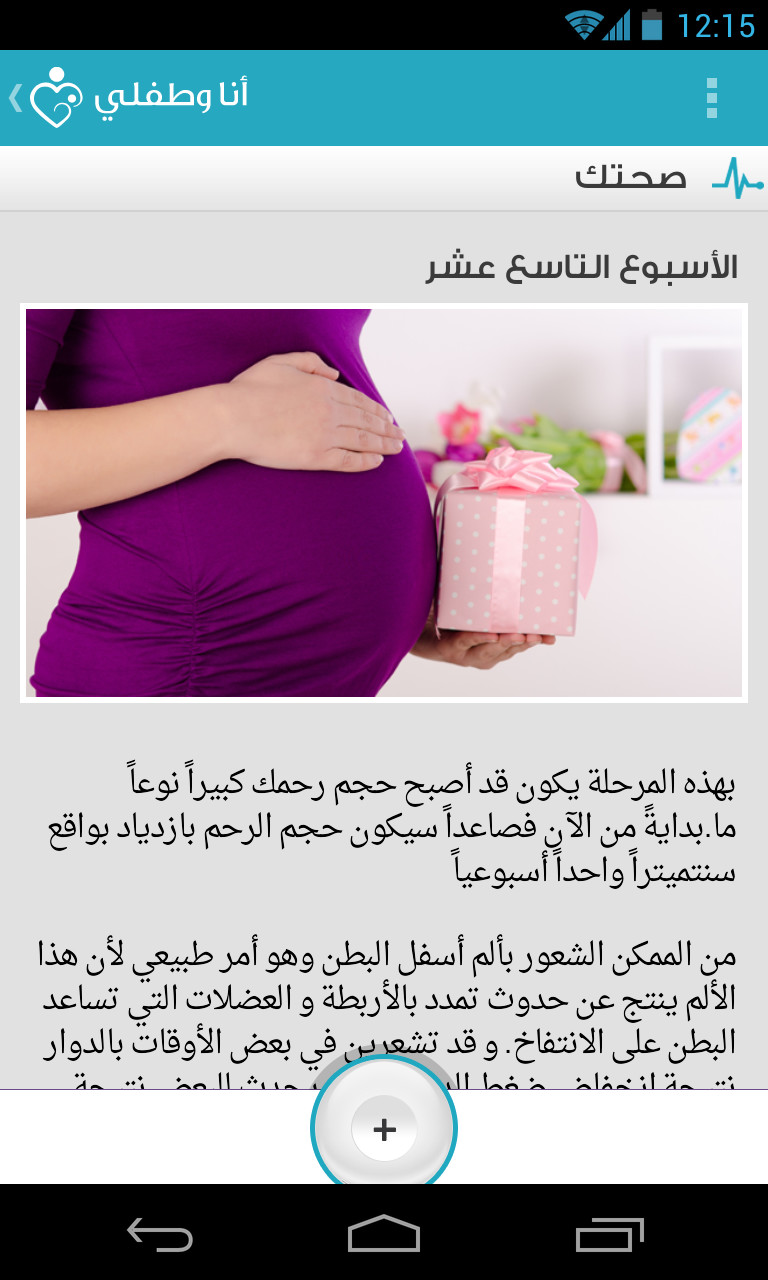 12:15
أنا وطفلي
صحتك
الأسبوع التاسع عشر
بهذه المرحلة يكون قد أصبح حجم رحمك كبيراً نوعاً
ما.بدايةً من الآن فصاعداً سيكون حجم الرحم بازدياد بواقع
سنتميتراً واحداً أسبوعياً
من الممكن الشعور بألم أسفل البطن وهو أمر طبيعي لأن هذا
الألم ينتج عن حدوث تمدد بالأربطة و العضلات التي تساعد
البطن على الانتفاخ. و قد تشعرين في بعض الأوقات بالدوار
نتيجة انخفاض ضغط
+